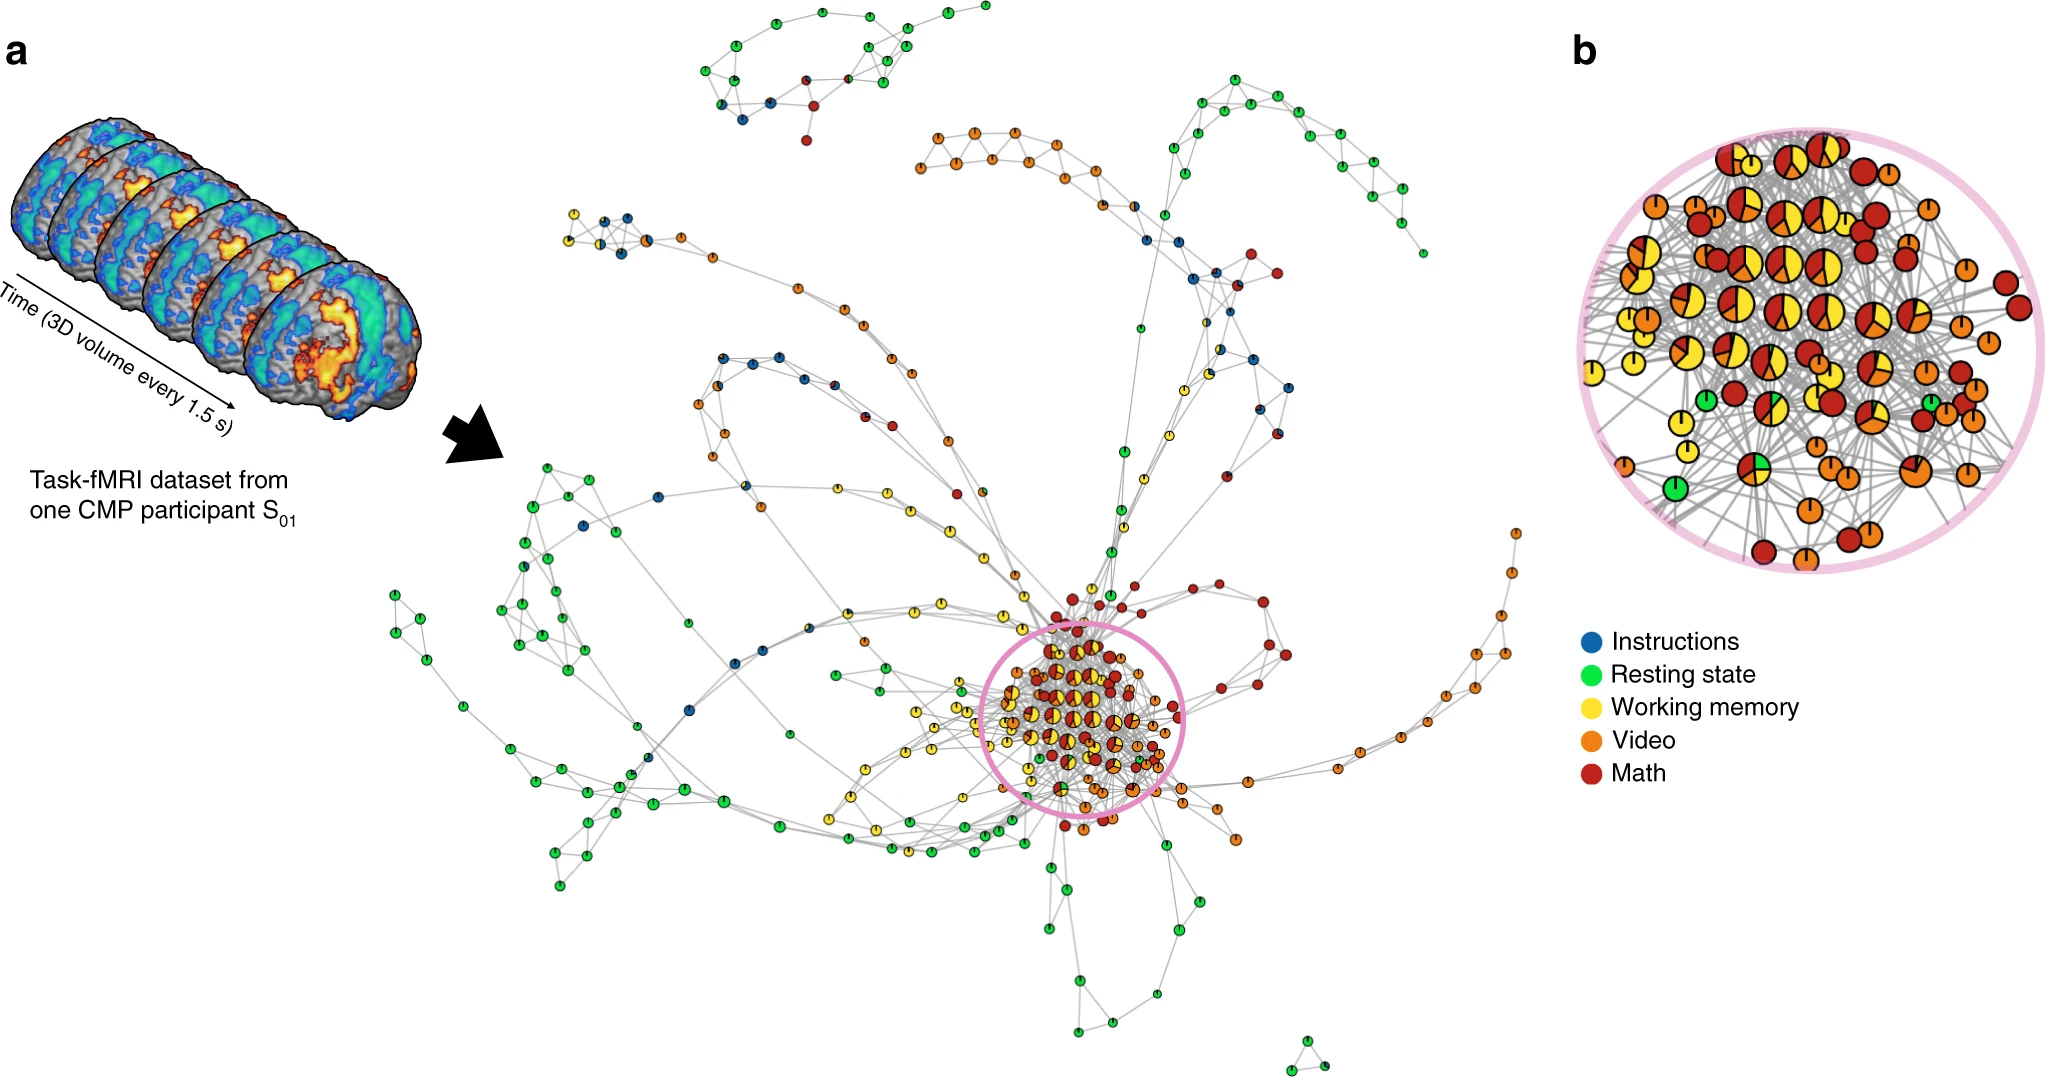 a
b
Time (3D volume every 1.5 s)
Task-fMRI dataset from
one CMP participant S01
Instructions
Resting state
Working memory
Video
Math